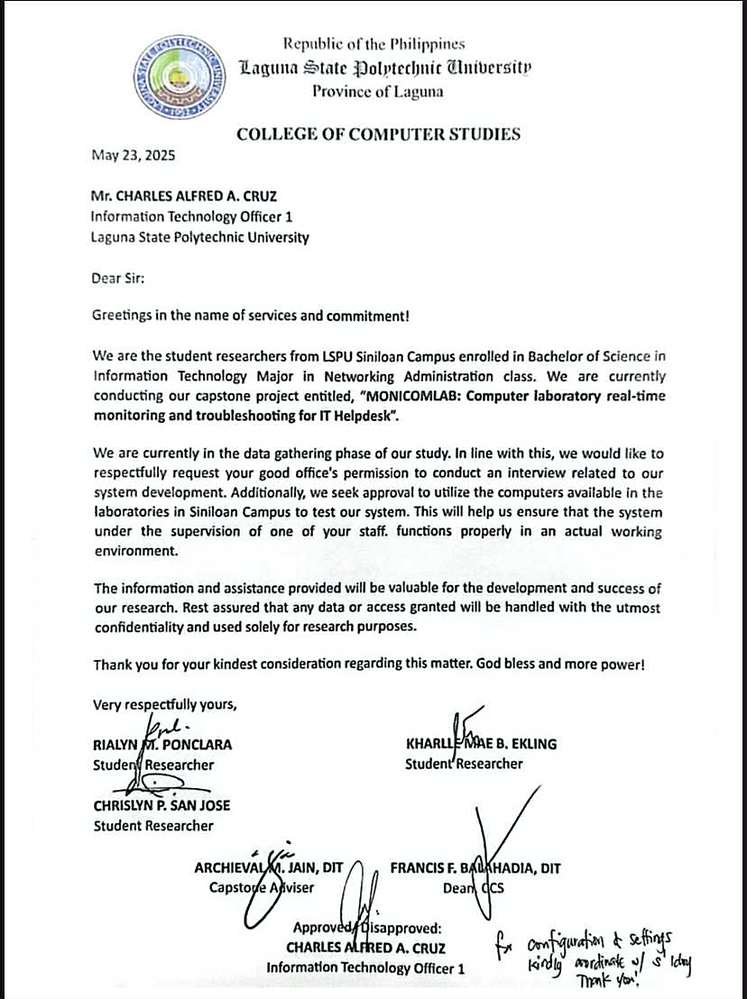 Republic of the Philippines
Laguna State Polytechnic University
Province of Laguna
COLLEGE OF COMPUTER STUDIES
May 23, 2025
Mr. CHARLES ALFRED A. CRUZ
Information Technology Officer 1
Laguna State Polytechnic University
Dear Sir:
Greetings in the name of services and commitment!
We are the student researchers from LSPU Siniloan Campus enrolled in Bachelor of Science in
Information Technology Major in Networking Administration class. We are currently
conducting our capstone project entitled, "MONICOMLAB: Computer laboratory real-time
monitoring and troubleshooting for IT Helpdesk".
We are currently in the data gathering phase of our study. In line with this, we would like to
respectfully request your good office's permission to conduct an interview related to our
system development. Additionally, we seek approval to utilize the computers available in the
laboratories in Siniloan Campus to test our system. This will help us ensure that the system
under the supervision of one of your staff. functions properly in an actual working
environment.
The information and assistance provided will be valuable for the development and success of
our research. Rest assured that any data or access granted will be handled with the utmost
confidentiality and used solely for research purposes.
Thank you for your kindest consideration regarding this matter. God bless and more power!
Very respectfully yours,
RIALYN M. PONCLARA
Student Researcher
KHARLLE MAE B. EKLING
Student Researcher
CHRISLYN P. SAN JOSE
Student Researcher
ARCHIEVAL M. JAIN, DIT
Capstone Adviser
FRANCIS F. BALAHADIA, DIT
Dean, CCS
Approved/Disapproved:
CHARLES ALFRED A. CRUZ
Information Technology Officer 1
for configuration & settings
kindly coordinate w/
Thank you!